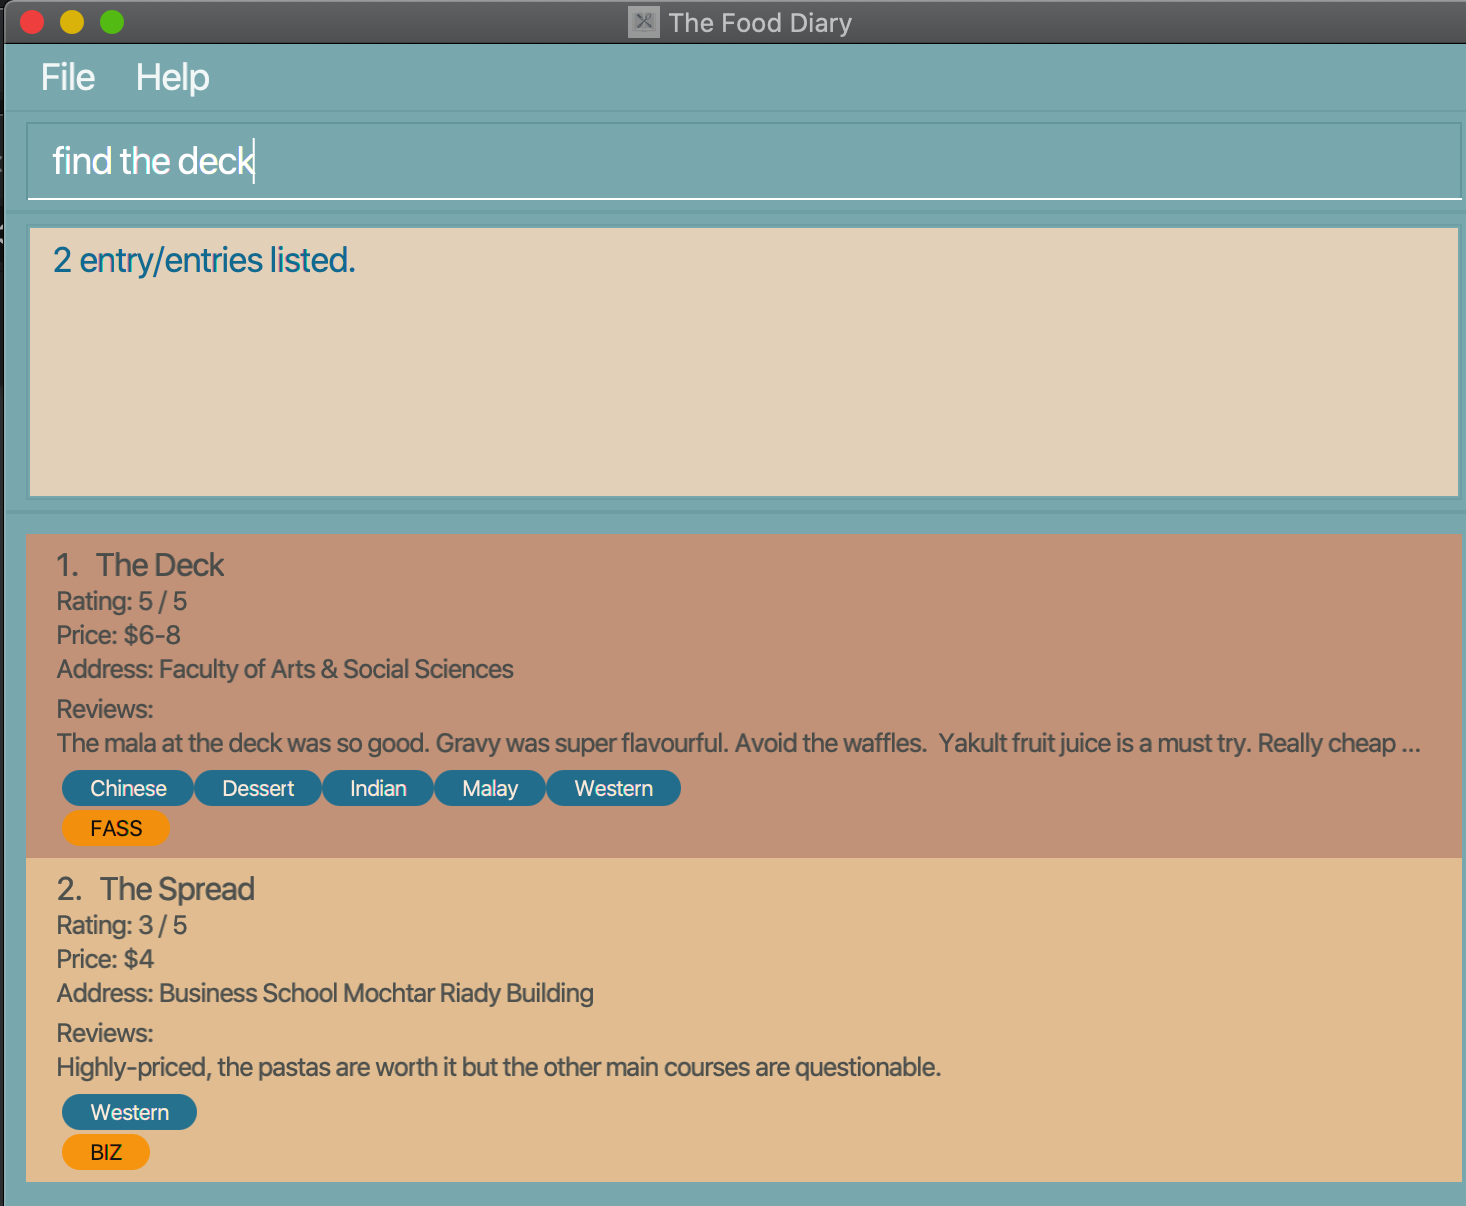 The Food Diary
File Help
find the deck
2 entry/entries listed.
1. The Deck
Rating: 5 / 5
Price: $6-8
Address: Faculty of Arts & Social Sciences
Reviews:
The mala at the deck was so good. Gravy was super flavourful. Avoid the waffles.  Yakult fruit juice is a must try. Really cheap ...
Chinese Dessert Indian Malay Western
FASS
2. The Spread
Rating: 3 / 5
Price: $4
Address: Business School Mochtar Riady Building
Reviews:
Highly-priced, the pastas are worth it but the other main courses are questionable.
Western
BIZ